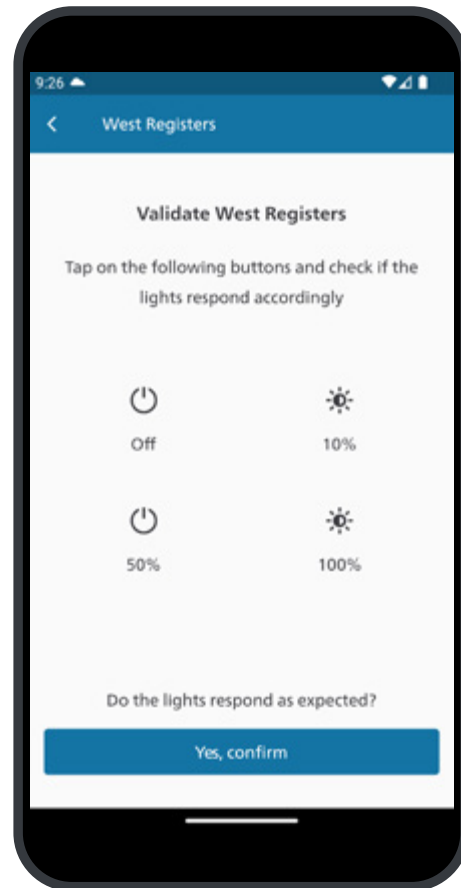 9:26
West Registers
Validate West Registers
Tap on the following buttons and check if the
lights respond accordingly
Off
10%
50%
100%
Do the lights respond as expected?
Yes, confirm